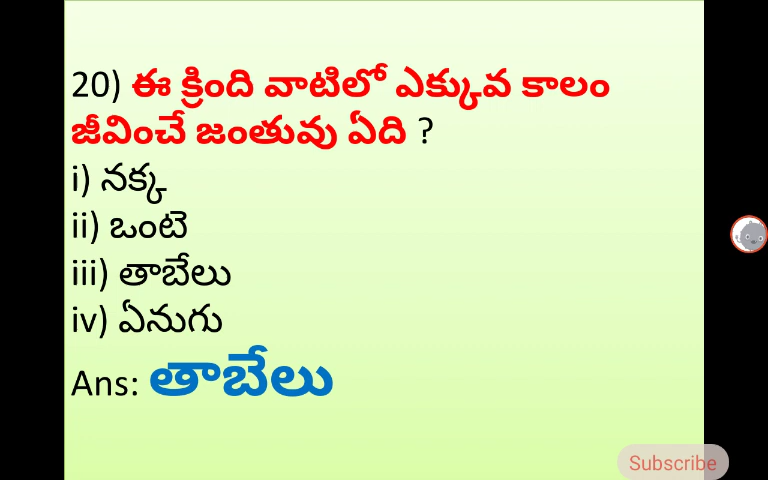 20) ఈ క్రింది వాటిలో ఎక్కువ కాలం
జీవించే జంతువు ఏది ?
i) నక్క
ii) ఒంటె
iii) తాబేలు
iv) ఏనుగు
Ans: తాబేలు
Subscribe